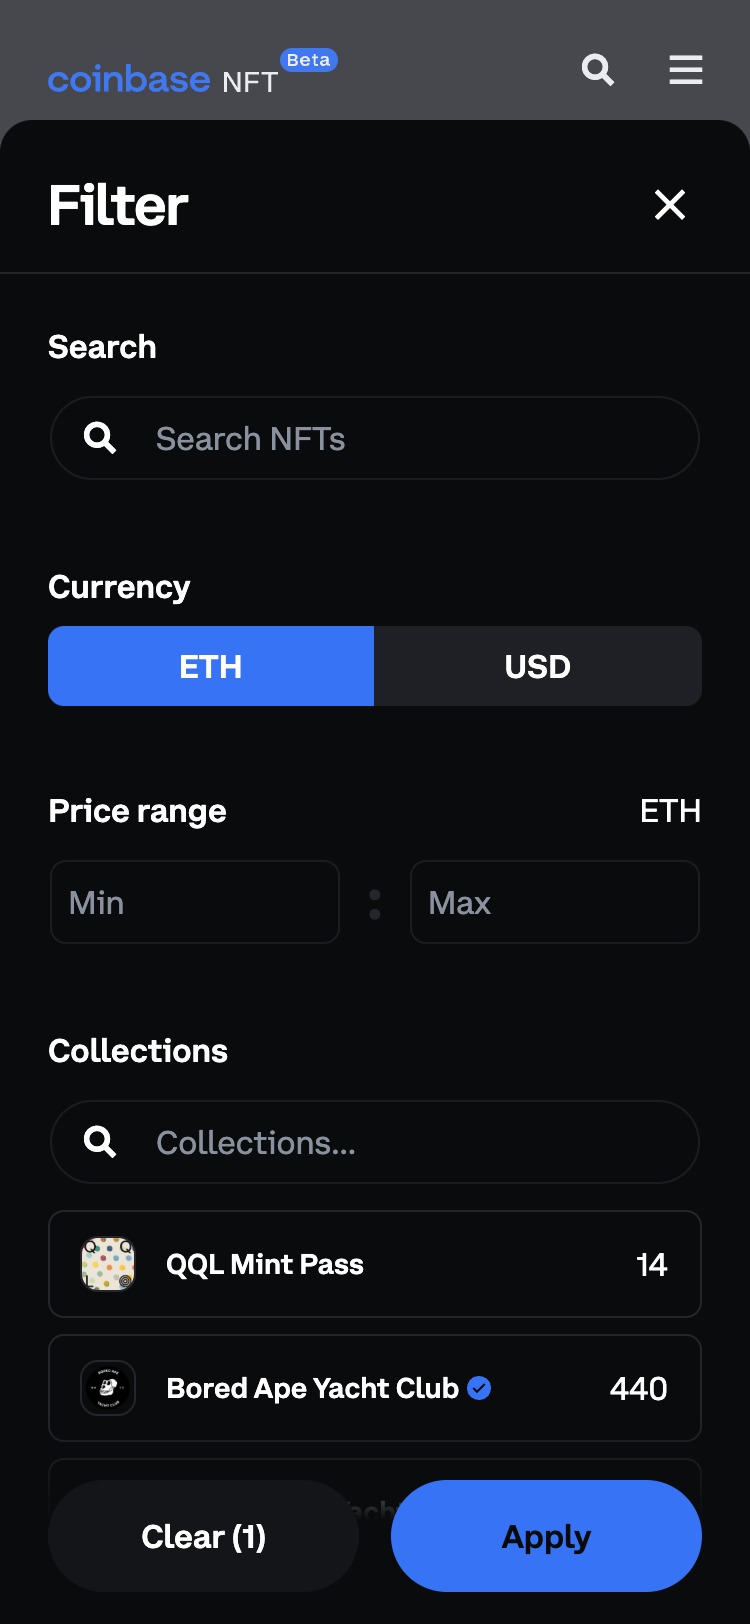 coinbase NFT Beta
Filter
Search
Search NFTs
Currency
ETH USD
Price range ETH
Min : Max
Collections
Collections...
QQL Mint Pass 14
Bored Ape Yacht Club 440
Clear (1) Apply